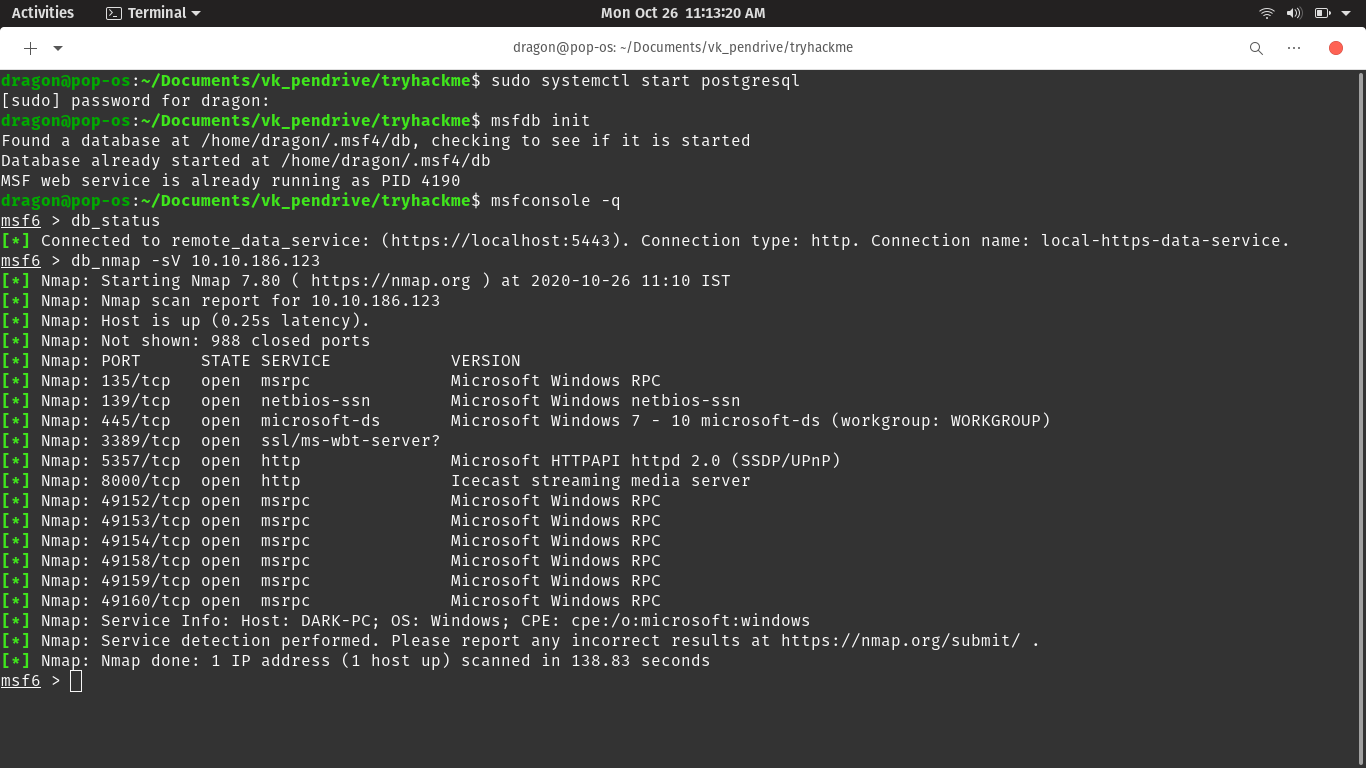 Activities Terminal Mon Oct 26 11:13:20 AM
dragon@pop-os: ~/Documents/vk_pendrive/tryhackme
dragon@pop-os:~/Documents/vk_pendrive/tryhackme$ sudo systemctl start postgresql
[sudo] password for dragon:
dragon@pop-os:~/Documents/vk_pendrive/tryhackme$ msfdb init
Found a database at /home/dragon/.msf4/db, checking to see if it is started
Database already started at /home/dragon/.msf4/db
MSF web service is already running as PID 4190
dragon@pop-os:~/Documents/vk_pendrive/tryhackme$ msfconsole -q
msf6 > db_status
[*] Connected to remote_data_service: (https://localhost:5443). Connection type: http. Connection name: local-https-data-service.
msf6 > db_nmap -sV 10.10.186.123
[*] Nmap: Starting Nmap 7.80 ( https://nmap.org ) at 2020-10-26 11:10 IST
[*] Nmap: Nmap scan report for 10.10.186.123
[*] Nmap: Host is up (0.25s latency).
[*] Nmap: Not shown: 988 closed ports
[*] Nmap: PORT      STATE SERVICE            VERSION
[*] Nmap: 135/tcp   open  msrpc              Microsoft Windows RPC
[*] Nmap: 139/tcp   open  netbios-ssn        Microsoft Windows netbios-ssn
[*] Nmap: 445/tcp   open  microsoft-ds       Microsoft Windows 7 - 10 microsoft-ds (workgroup: WORKGROUP)
[*] Nmap: 3389/tcp  open  ssl/ms-wbt-server?
[*] Nmap: 5357/tcp  open  http               Microsoft HTTPAPI httpd 2.0 (SSDP/UPnP)
[*] Nmap: 8000/tcp  open  http               Icecast streaming media server
[*] Nmap: 49152/tcp open  msrpc              Microsoft Windows RPC
[*] Nmap: 49153/tcp open  msrpc              Microsoft Windows RPC
[*] Nmap: 49154/tcp open  msrpc              Microsoft Windows RPC
[*] Nmap: 49158/tcp open  msrpc              Microsoft Windows RPC
[*] Nmap: 49159/tcp open  msrpc              Microsoft Windows RPC
[*] Nmap: 49160/tcp open  msrpc              Microsoft Windows RPC
[*] Nmap: Service Info: Host: DARK-PC; OS: Windows; CPE: cpe:/o:microsoft:windows
[*] Nmap: Service detection performed. Please report any incorrect results at https://nmap.org/submit/ .
[*] Nmap: Nmap done: 1 IP address (1 host up) scanned in 138.83 seconds
msf6 >